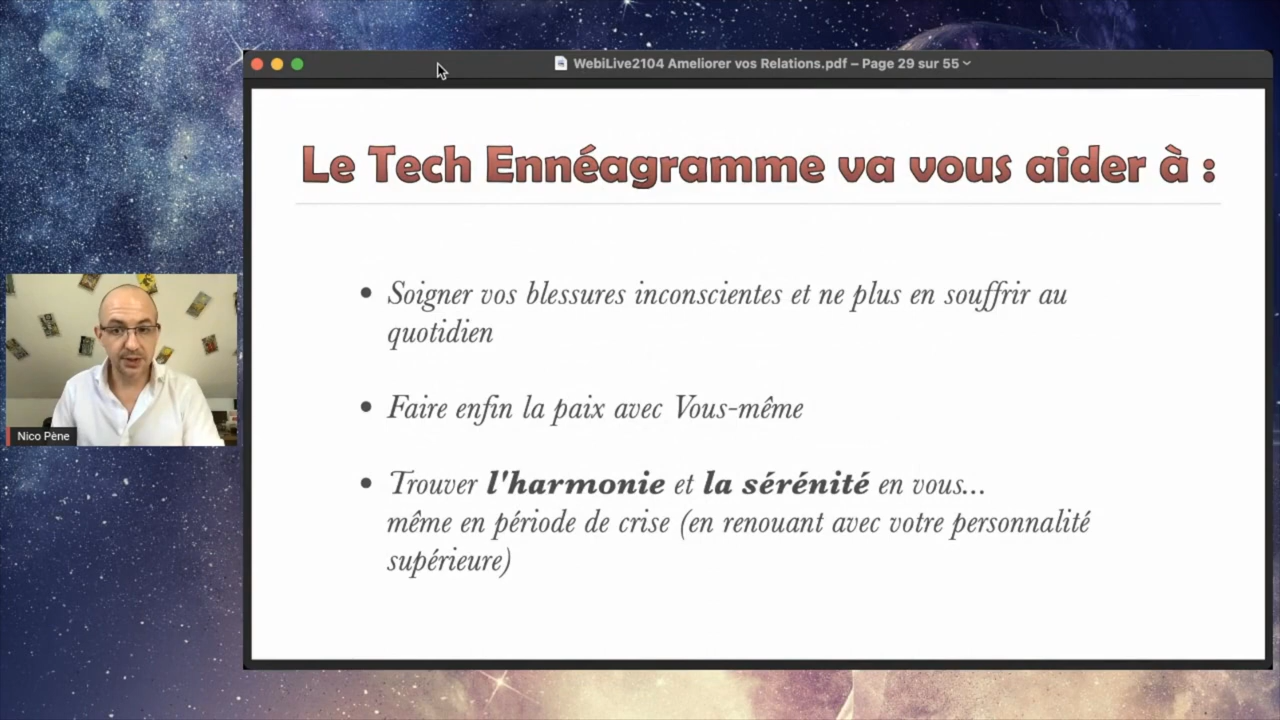 WebiLive2104 Ameliorer vos Relations.pdf – Page 29 sur 55
Le Tech Ennéagramme va vous aider à :
• Soigner vos blessures inconscientes et ne plus en souffrir au
quotidien
• Faire enfin la paix avec Vous-même
• Trouver l'harmonie et la sérénité en vous...
même en période de crise (en renouant avec votre personnalité
supérieure)
Nico Pène